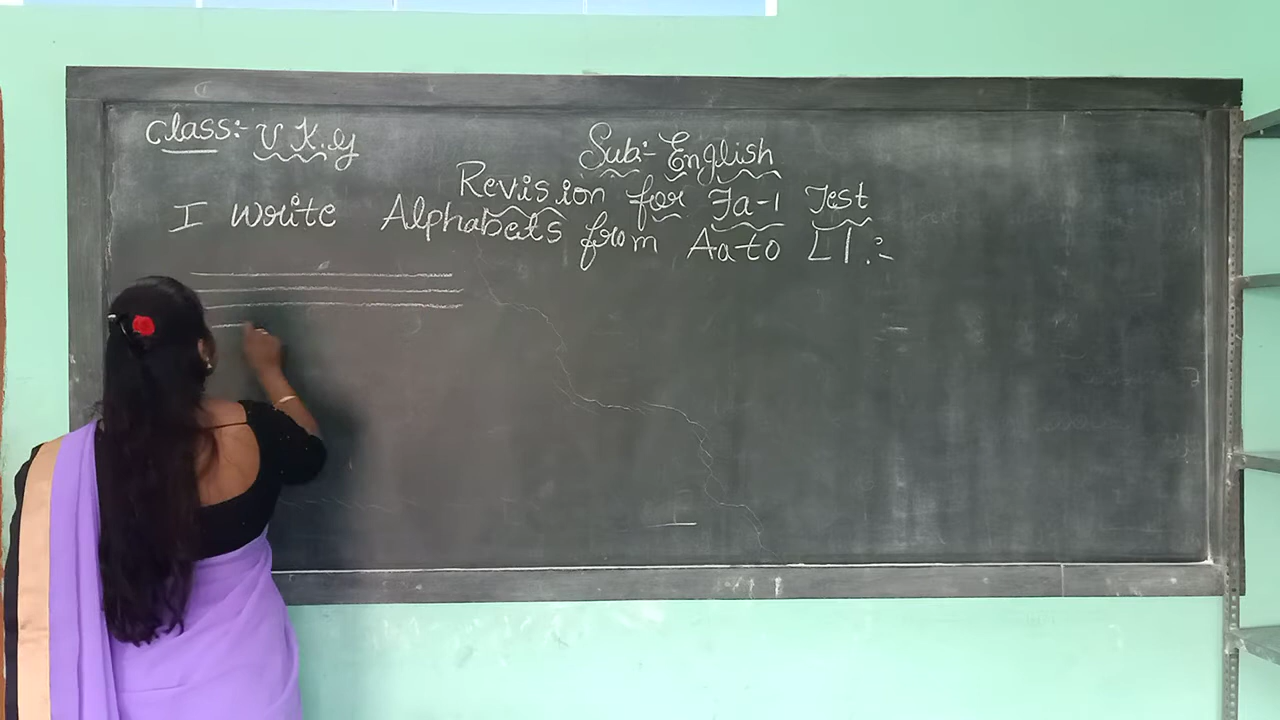 Class:- U K.G
Sub:- English
Revision for Fa-1 Test
I write Alphabets from Aa to Ll :-